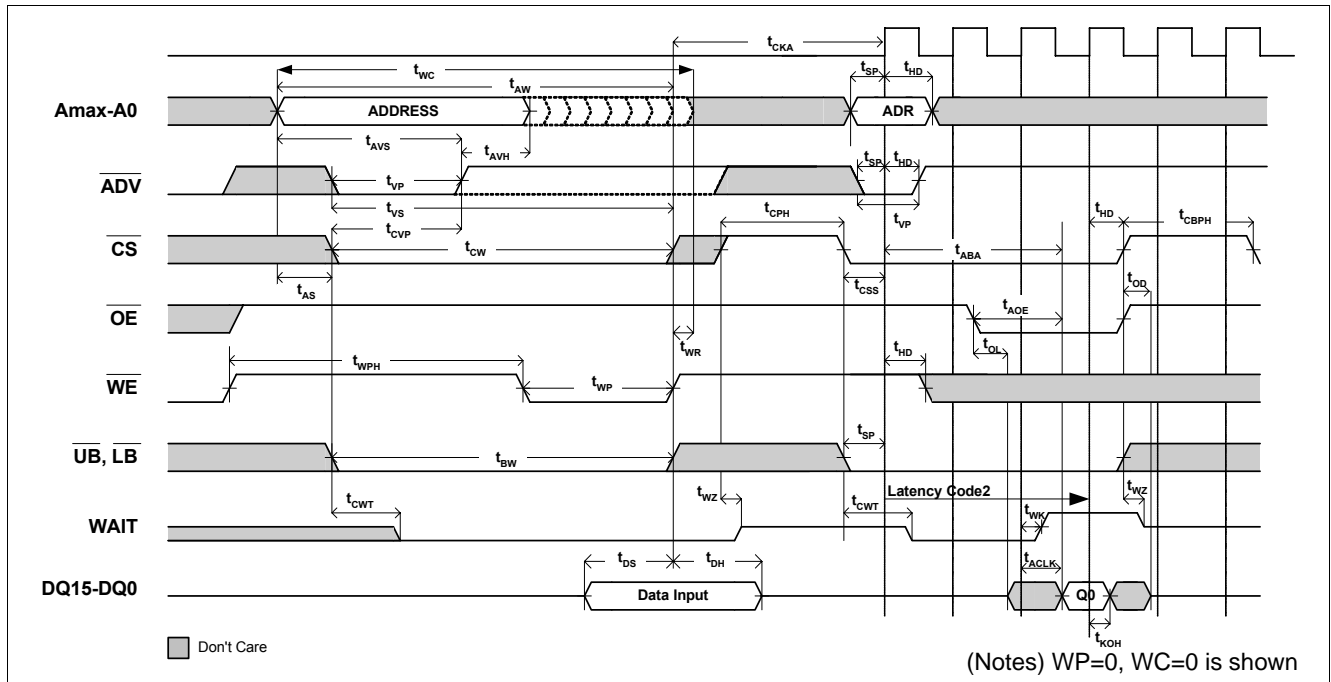 tCKA
tWC
tSP tHD
tAW
Amax-A0 ADDRESS ADR
tAVS
tAVH
tSP tHD
ADV
tVP
tVS
tCPH
tVP
tHD tCBPH
tCVP
CS
tCW
tABA
tAS
tCSS
tOD
OE
tAOE
tWR
tOL
tWPH
tHD
WE
tWP
tSP
UB, LB
tBW
tWZ
Latency Code2
tWZ
tCWT
tCWT
WAIT
tWK
tDS tDH
tACLK
DQ15-DQ0 Data Input Q0
tKOH
Don't Care
(Notes) WP=0, WC=0 is shown